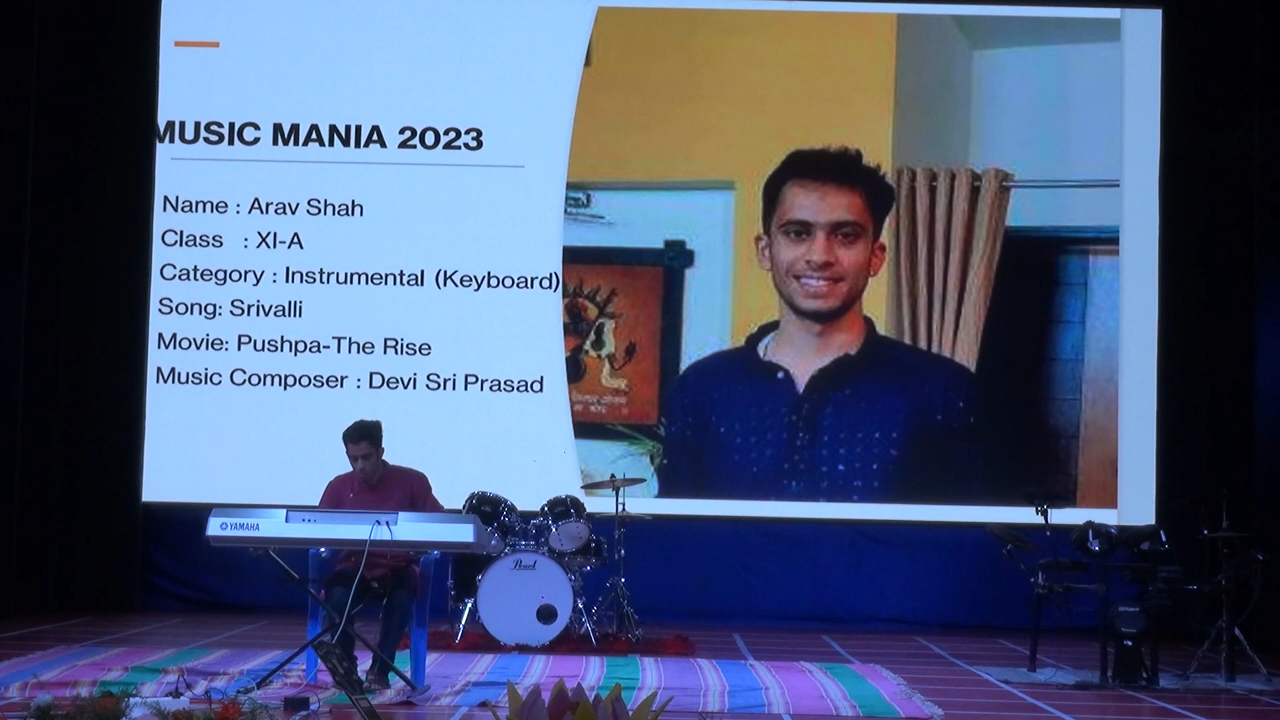 MUSIC MANIA 2023
Name : Arav Shah
Class : XI-A
Category : Instrumental (Keyboard)
Song: Srivalli
Movie: Pushpa-The Rise
Music Composer : Devi Sri Prasad
YAMAHA
Pearl